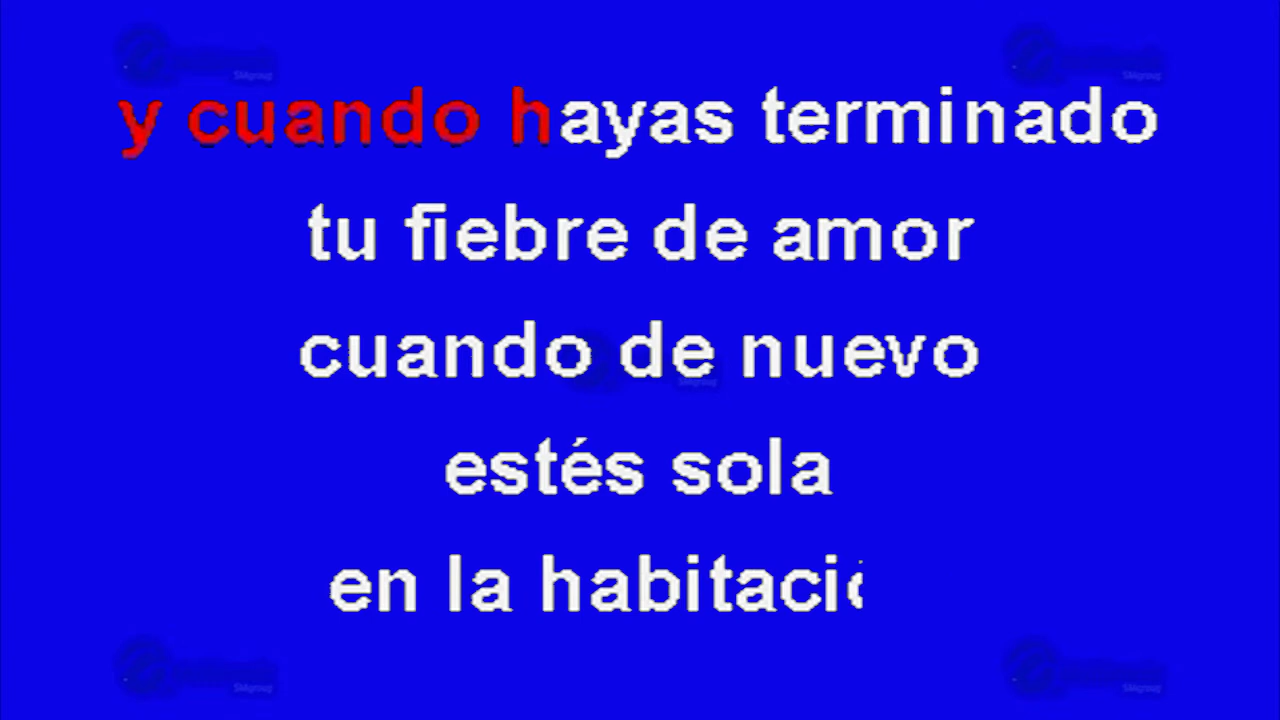 y cuando hayas terminado
tu fiebre de amor
cuando de nuevo
estés sola
en la habitaci